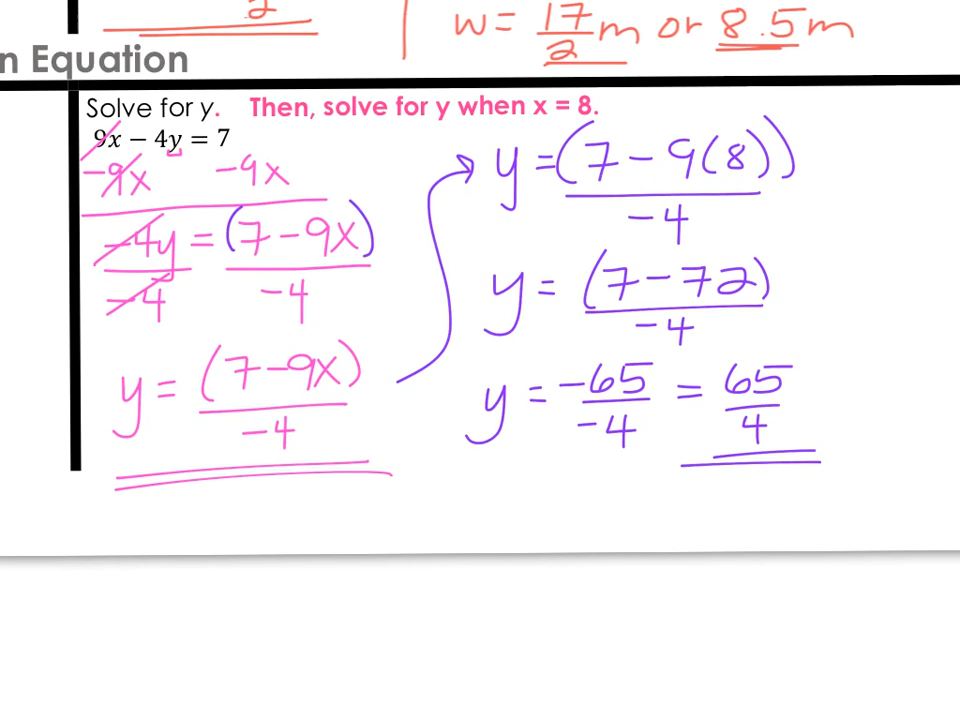 2
w = 17/2 m or 8.5m
n Equation
Solve for y. Then, solve for y when x = 8.
9x − 4y = 7
-9x -9x
-4y = (7-9x)
-4 -4
y = (7-9x)
-4
y = (7-9(8))
-4
y = (7-72)
-4
y = -65 = 65
-4 4